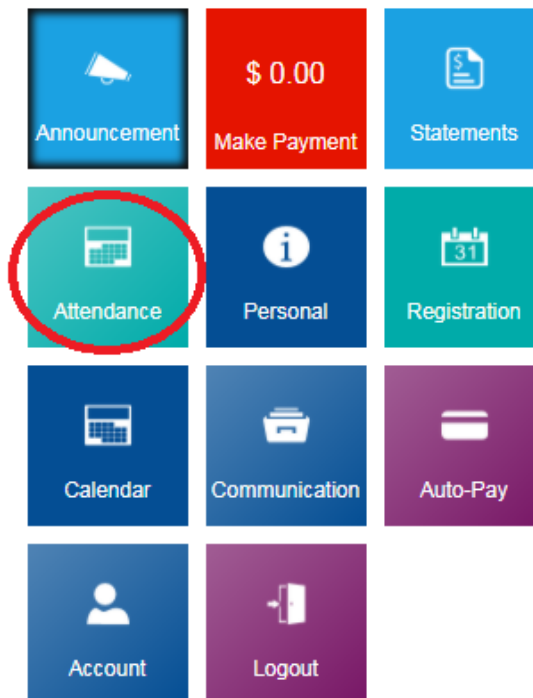 $ 0.00
$
Announcement
Make Payment
Statements
i
31
Attendance
Personal
Registration
Calendar
Communication
Auto-Pay
Account
Logout